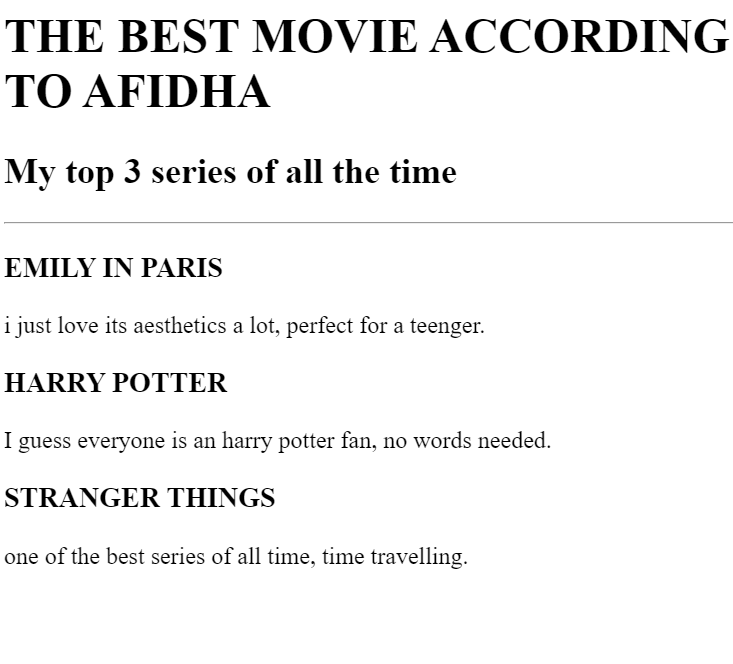 THE BEST MOVIE ACCORDING
TO AFIDHA
My top 3 series of all the time
EMILY IN PARIS
i just love its aesthetics a lot, perfect for a teenger.
HARRY POTTER
I guess everyone is an harry potter fan, no words needed.
STRANGER THINGS
one of the best series of all time, time travelling.